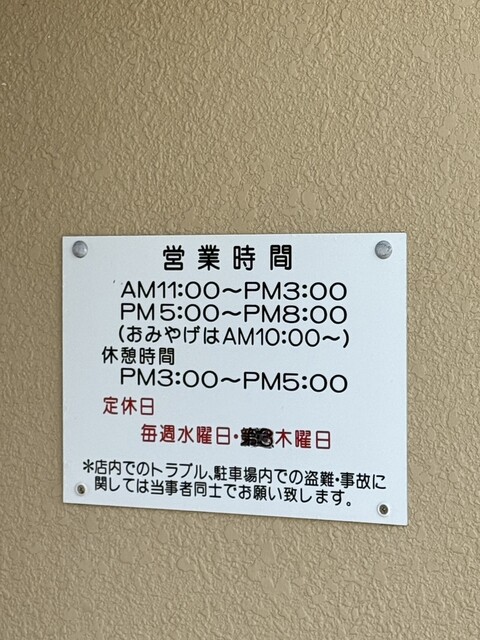 営業時間
AM11:00～PM3:00
PM5:00～PM8:00
(おみやげはAM10:00～)
休憩時間
PM3:00～PM5:00
定休日
毎週水曜日・木曜日
*店内でのトラブル、駐車場内での盗難・事故に
関しては当事者同士でお願い致します。